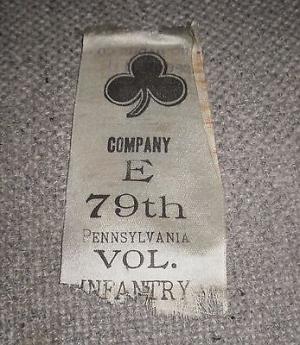 COMPANY
E
79th
PENNSYLVANIA
VOL.
INFANTRY